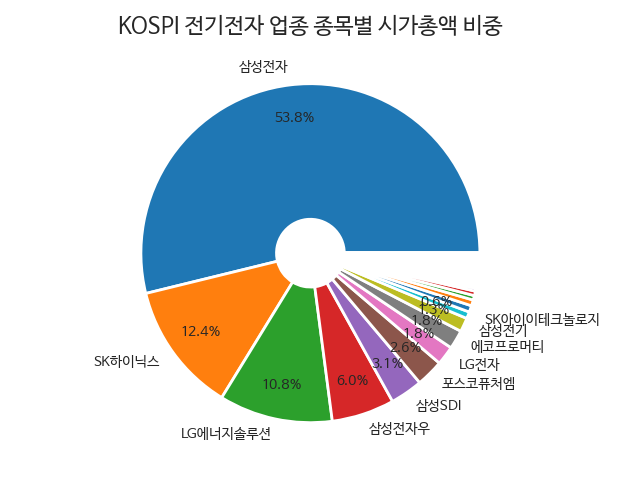 KOSPI 전기전자 업종 종목별 시가총액 비중
삼성전자
53.8%
SK하이닉스
12.4%
LG에너지솔루션
10.8%
삼성전자우
6.0%
삼성SDI
3.1%
포스코퓨처엠
2.6%
LG전자
1.8%
에코프로머티
1.8%
삼성전기
1.3%
SK아이이테크놀로지
0.6%